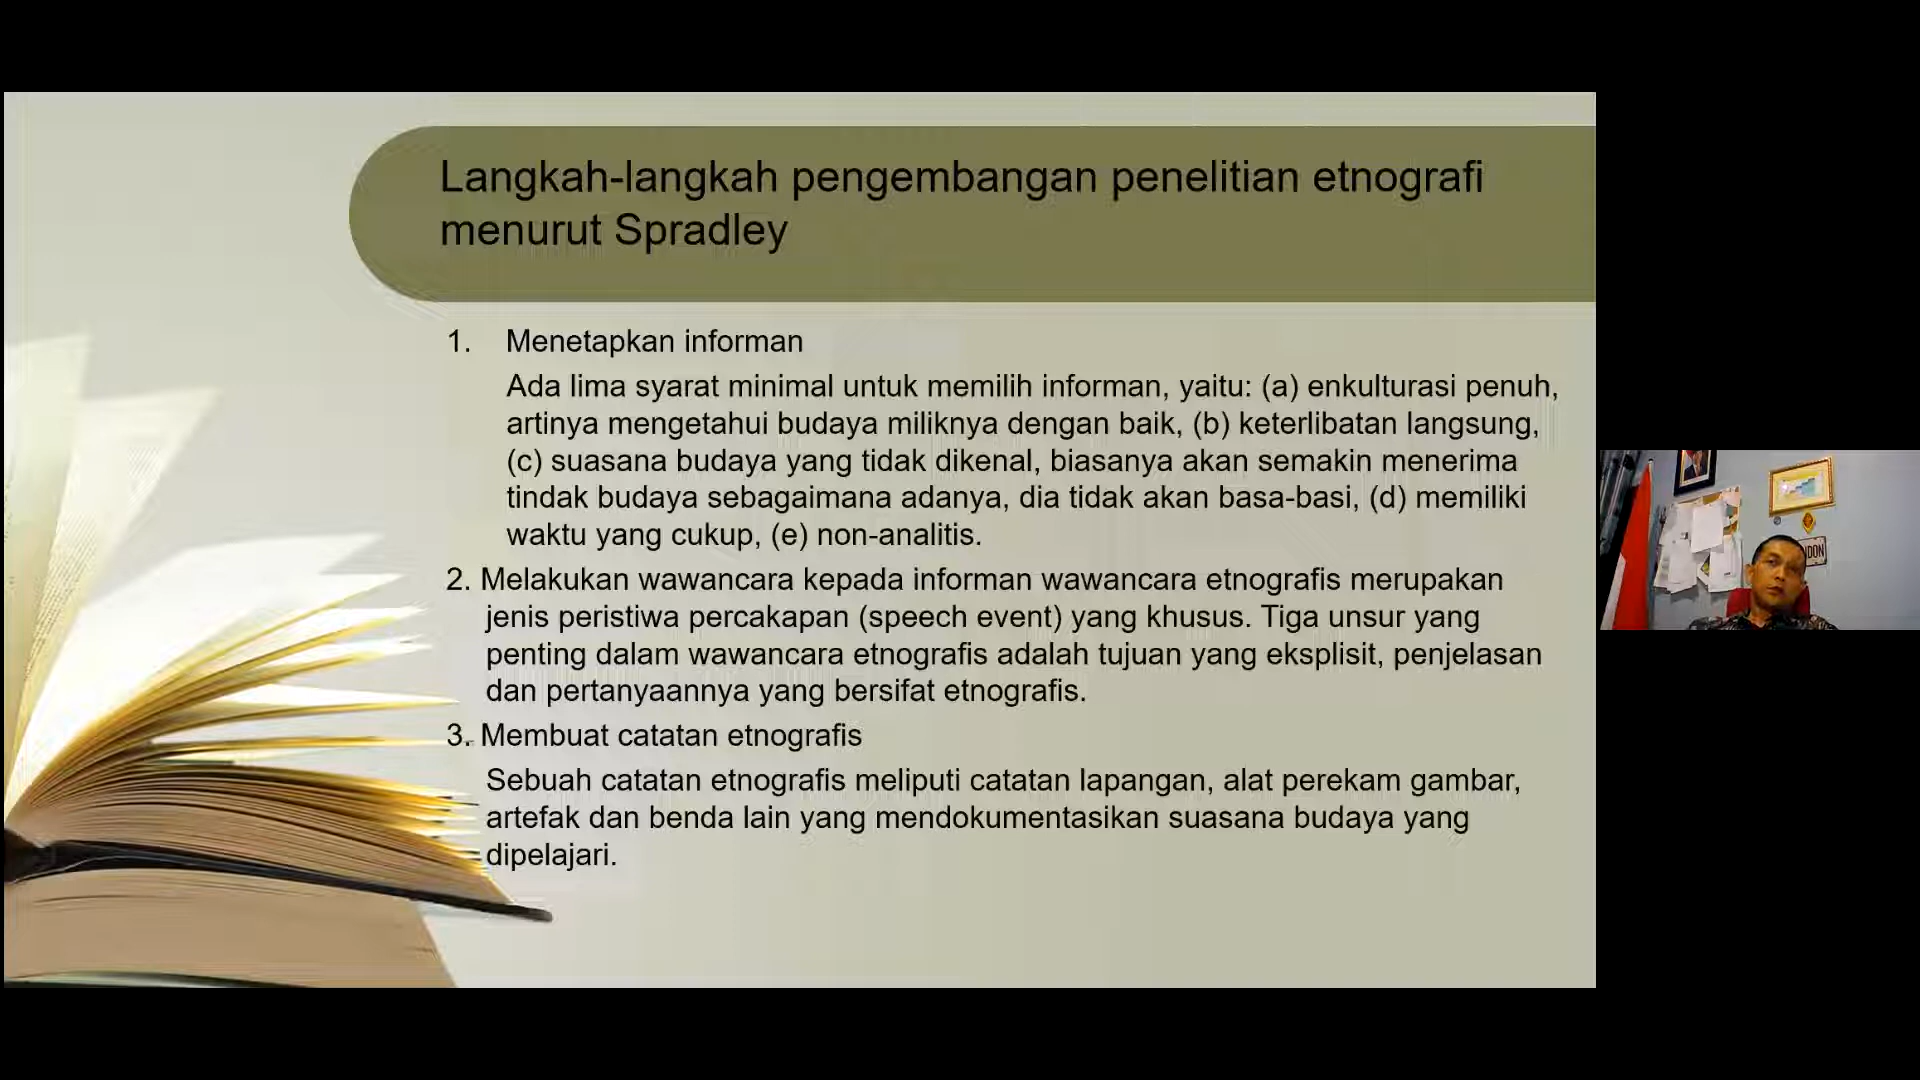 Langkah-langkah pengembangan penelitian etnografi
menurut Spradley
1. Menetapkan informan
Ada lima syarat minimal untuk memilih informan, yaitu: (a) enkulturasi penuh,
artinya mengetahui budaya miliknya dengan baik, (b) keterlibatan langsung,
(c) suasana budaya yang tidak dikenal, biasanya akan semakin menerima
tindak budaya sebagaimana adanya, dia tidak akan basa-basi, (d) memiliki
waktu yang cukup, (e) non-analitis.
2. Melakukan wawancara kepada informan wawancara etnografis merupakan
jenis peristiwa percakapan (speech event) yang khusus. Tiga unsur yang
penting dalam wawancara etnografis adalah tujuan yang eksplisit, penjelasan
dan pertanyaannya yang bersifat etnografis.
3. Membuat catatan etnografis
Sebuah catatan etnografis meliputi catatan lapangan, alat perekam gambar,
artefak dan benda lain yang mendokumentasikan suasana budaya yang
dipelajari.